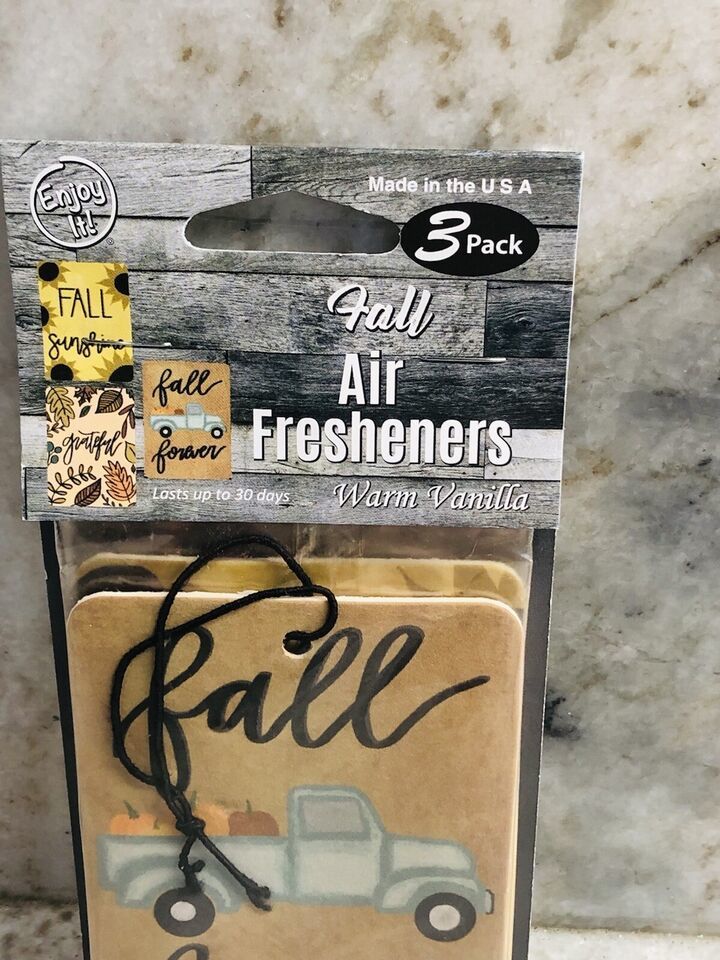 Enjoy
It!
®
Made in the U S A
3 Pack
Fall
Air
Fresheners
Warm Vanilla
Lasts up to 30 days
FALL
sunshine
grateful
fall
forever
fall